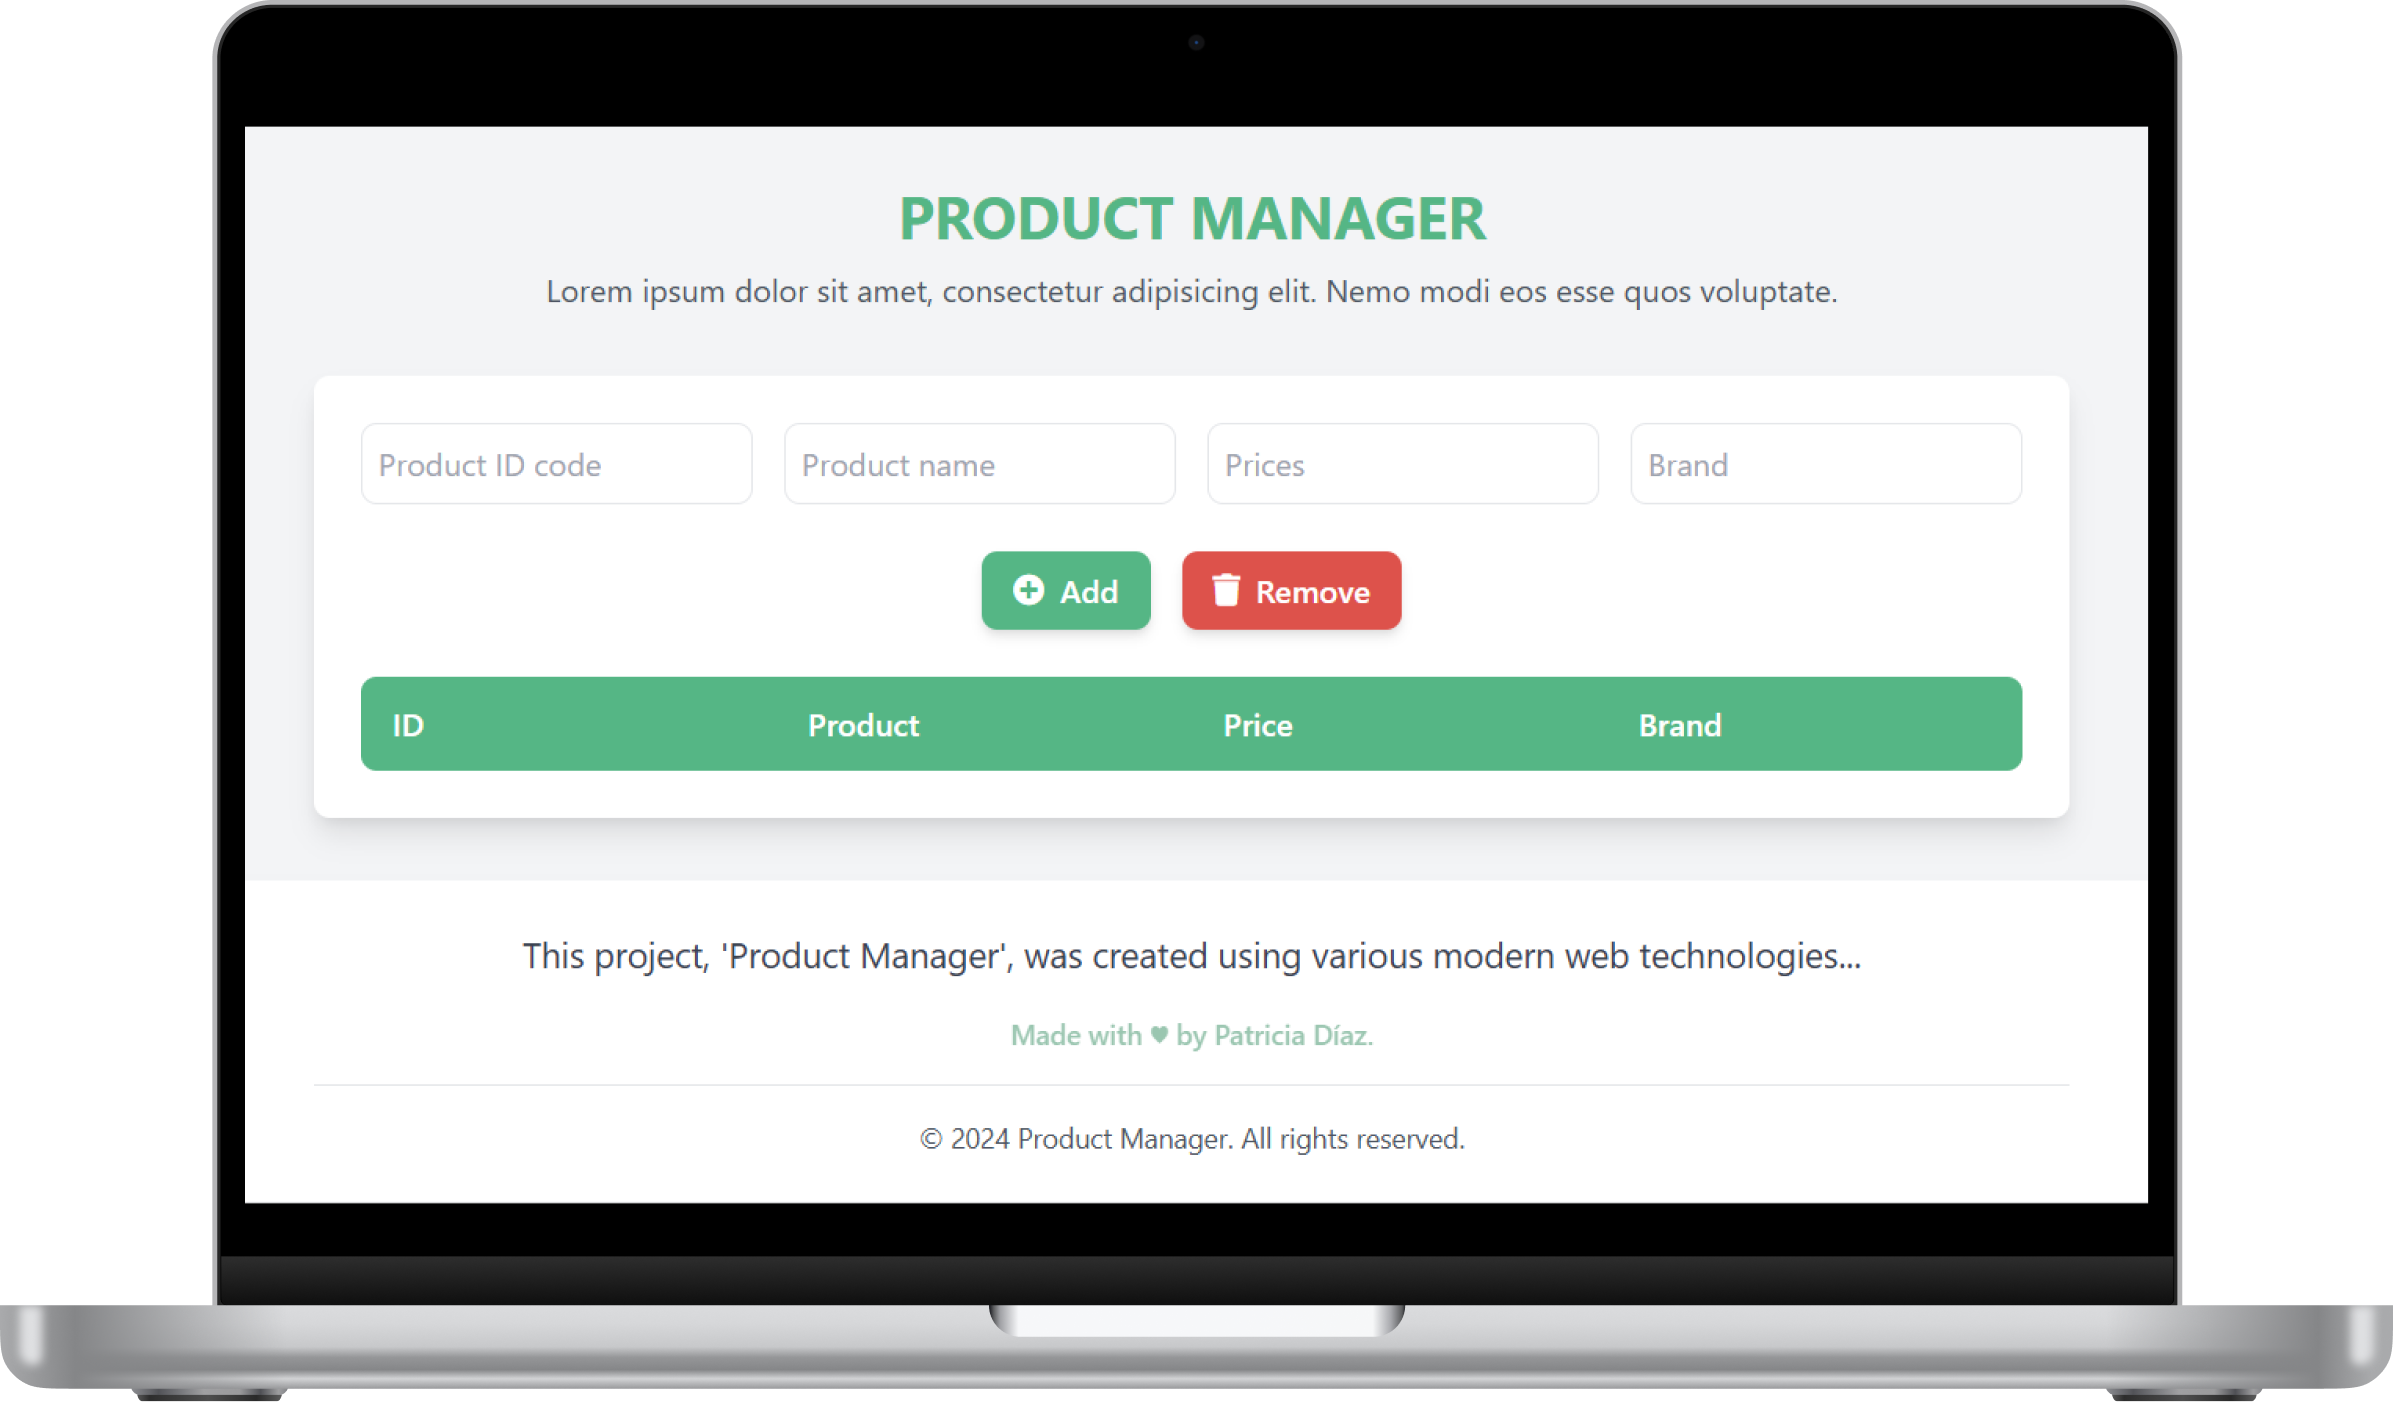 PRODUCT MANAGER
Lorem ipsum dolor sit amet, consectetur adipisicing elit. Nemo modi eos esse quos voluptate.
Product ID code Product name Prices Brand
Add Remove
ID Product Price Brand
This project, 'Product Manager', was created using various modern web technologies...
Made with ♥ by Patricia Díaz.
© 2024 Product Manager. All rights reserved.